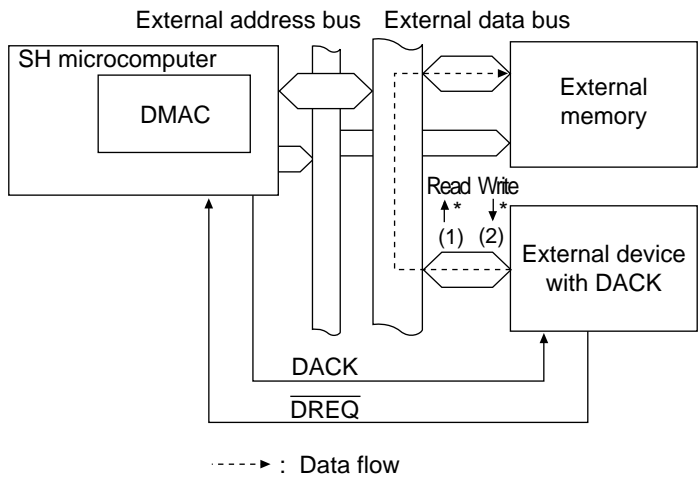 External address bus
External data bus
SH microcomputer
DMAC
External
memory
Read
Write
*
*
(1)
(2)
External device
with DACK
DACK
DREQ
: Data flow